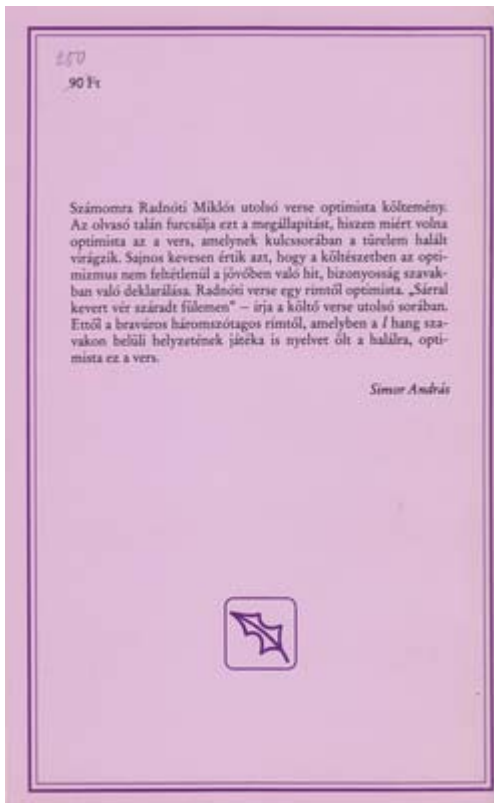 90 Ft
Számomra Radnóti Miklós utolsó verse optimista költemény.
Az olvasó talán furcsálja ezt a megállapítást, hiszen miért volna
optimista az a vers, amelynek kulcssorában a türelem halált
virágzik. Sajnos kevesen értik azt, hogy a költészetben az opti-
mizmus nem feltétlenül a jövőben való hit, bizonyosság szavak-
ban való deklarálása. Radnóti verse egy rímtől optimista. „Sárral
kevert vér száradt fülemen” – írja a költő verse utolsó sorában.
Ettől a bravúros háromszótagos rímtől, amelyben a l hang sza-
vakon belüli helyzetének játéka is nyelvet ölt a halálra, opti-
mista ez a vers.
Simor András